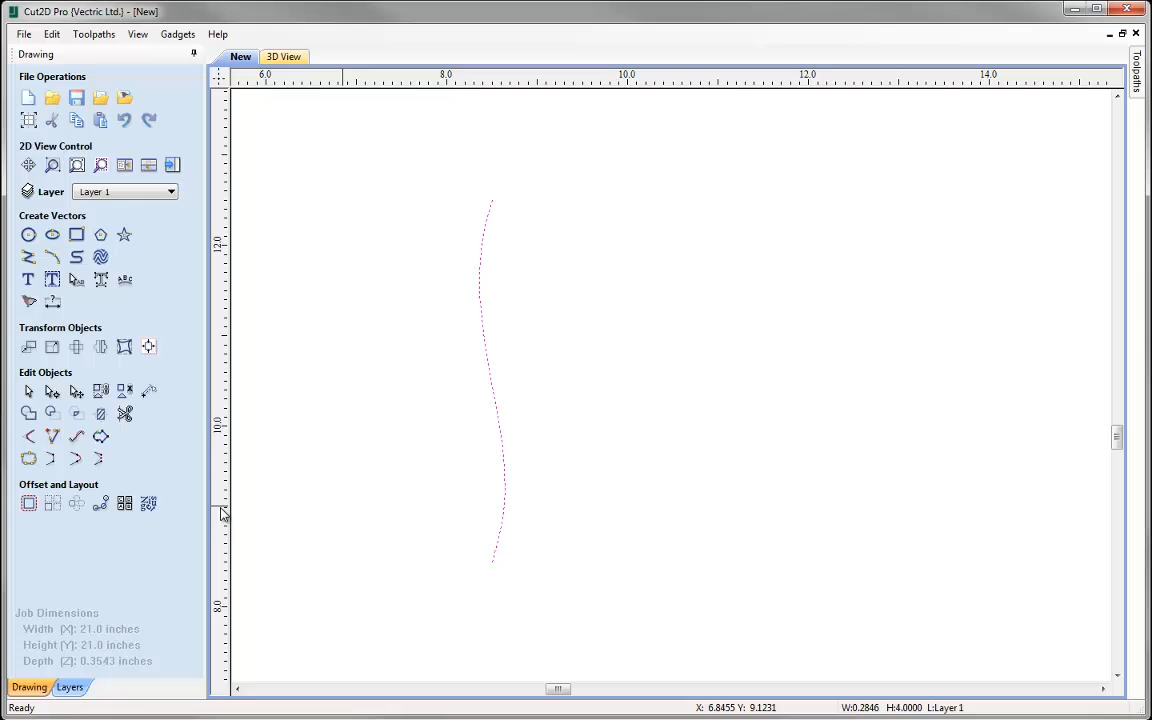 Cut2D Pro {Vectric Ltd.} - [New]
File Edit Toolpaths View Gadgets Help
Drawing
New 3D View
Toolpaths
6.0 8.0 10.0 12.0 14.0
File Operations
2D View Control
Layer Layer 1
Create Vectors
12.0
Transform Objects
Edit Objects
10.0
Offset and Layout
8.0
Job Dimensions
Width (X): 21.0 inches
Height (Y): 21.0 inches
Depth (Z): 0.3543 inches
Drawing Layers
Ready X: 6.8455 Y: 9.1231 W:0.2846 H:4.0000 L:Layer 1